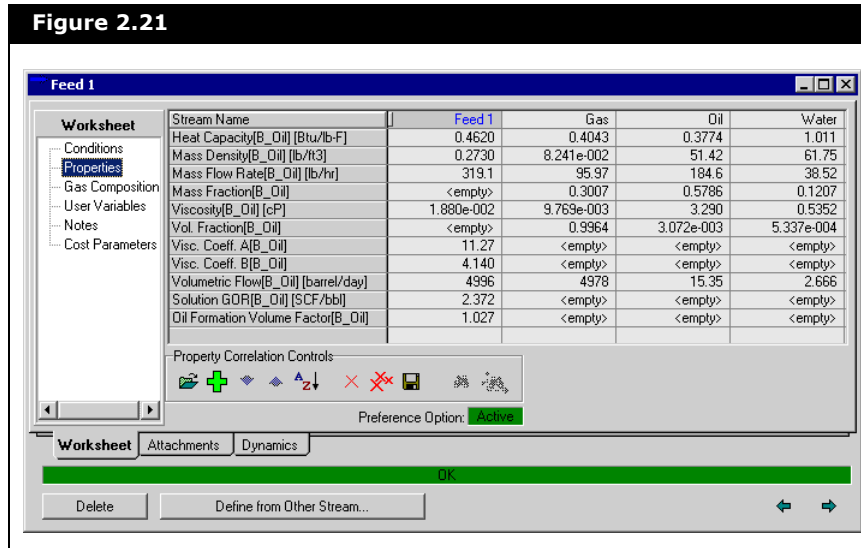 Figure 2.21
Feed 1
Worksheet
Conditions
Properties
Gas Composition
User Variables
Notes
Cost Parameters
Stream Name Feed 1 Gas Oil Water
Heat Capacity[B_Oil] [Btu/lb-F] 0.4620 0.4043 0.3774 1.011
Mass Density[B_Oil] [lb/ft3] 0.2730 8.241e-002 51.42 61.75
Mass Flow Rate[B_Oil] [lb/hr] 319.1 95.97 184.6 38.52
Mass Fraction[B_Oil] <empty> 0.3007 0.5786 0.1207
Viscosity[B_Oil] [cP] 1.880e-002 9.769e-003 3.290 0.5352
Vol. Fraction[B_Oil] <empty> 0.9964 3.072e-003 5.337e-004
Visc. Coeff. A[B_Oil] 11.27 <empty> <empty> <empty>
Visc. Coeff. B[B_Oil] 4.140 <empty> <empty> <empty>
Volumetric Flow[B_Oil] [barrel/day] 4996 4978 15.35 2.666
Solution GOR[B_Oil] [SCF/bbl] 2.372 <empty> <empty> <empty>
Oil Formation Volume Factor[B_Oil] 1.027 <empty> <empty> <empty>
Property Correlation Controls
Preference Option: Active
Worksheet Attachments Dynamics
OK
Delete Define from Other Stream...